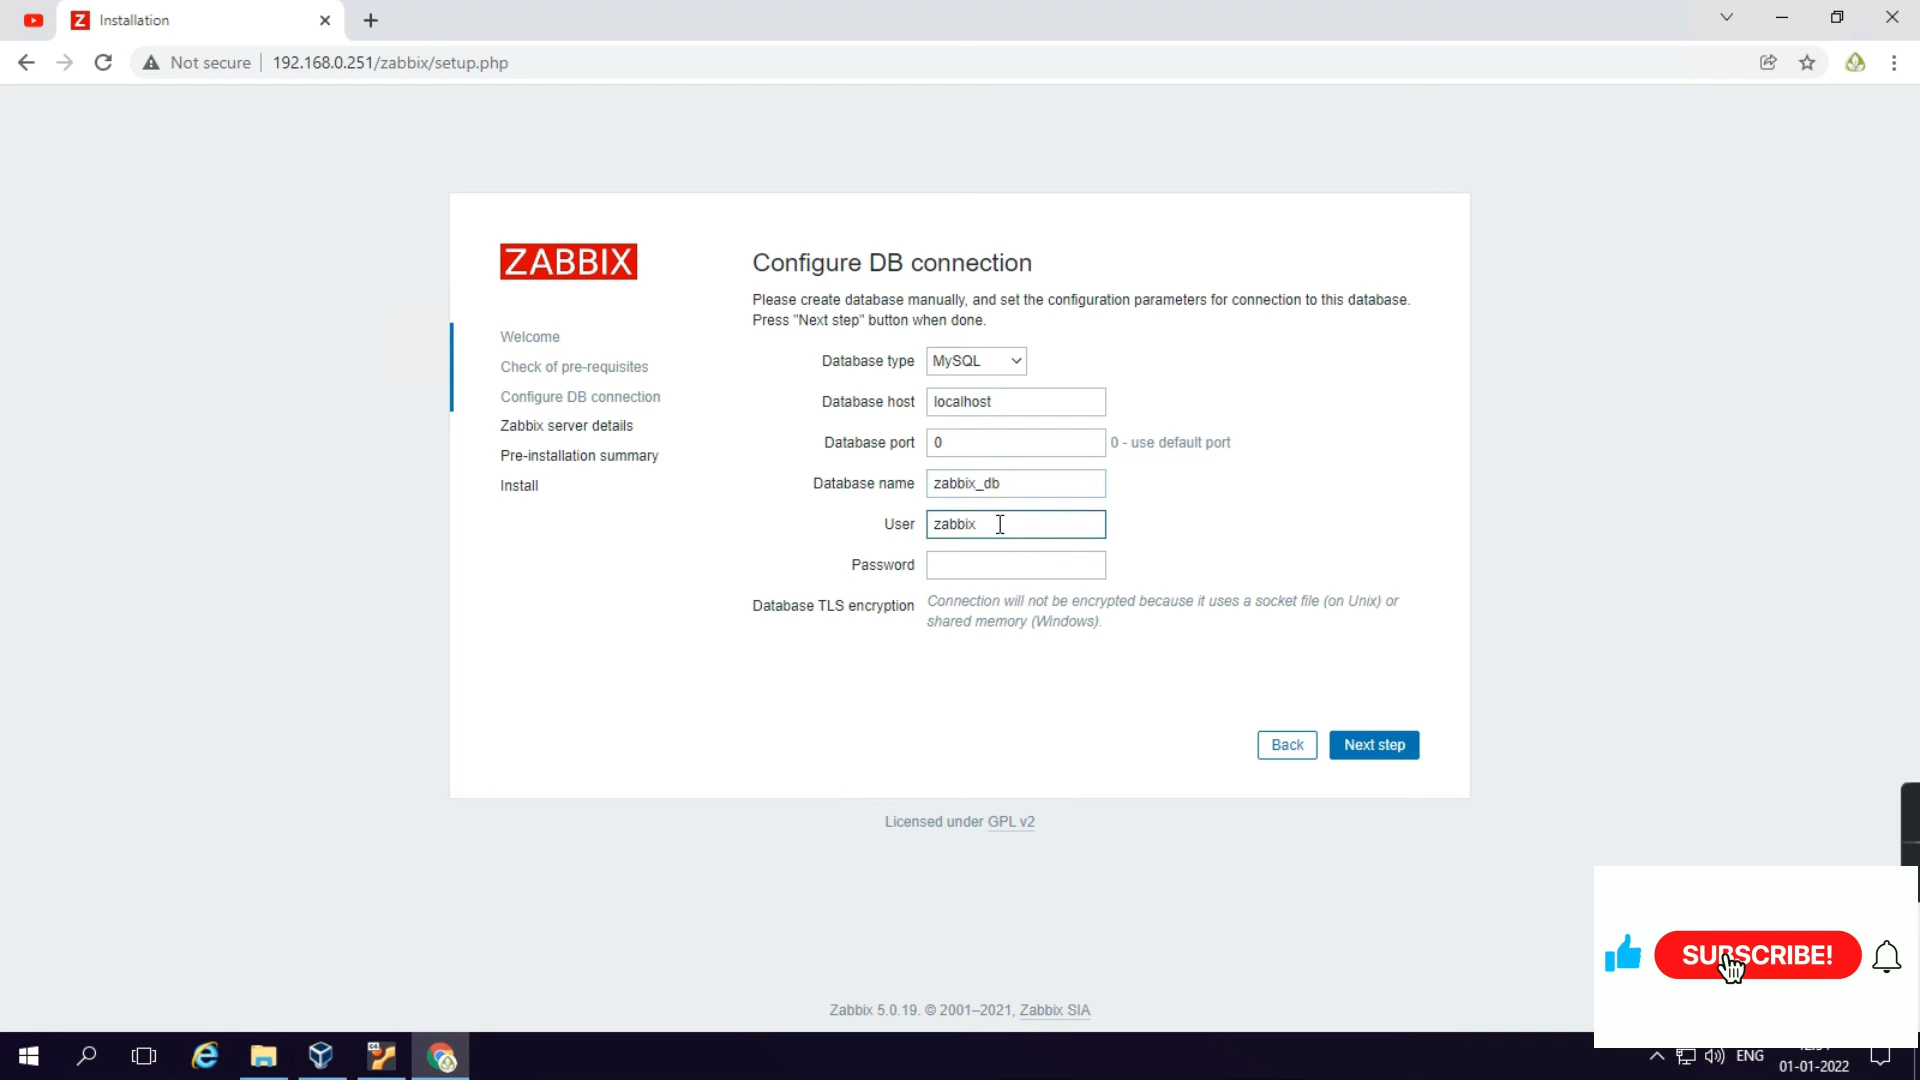 Installation
Not secure
192.168.0.251/zabbix/setup.php
ZABBIX
Welcome
Check of pre-requisites
Configure DB connection
Zabbix server details
Pre-installation summary
Install
Configure DB connection
Please create database manually, and set the configuration parameters for connection to this database.
Press "Next step" button when done.
Database type MySQL
Database host localhost
Database port 0 0 - use default port
Database name zabbix_db
User zabbix
Password
Database TLS encryption Connection will not be encrypted because it uses a socket file (on Unix) or
shared memory (Windows).
Back Next step
Licensed under GPL v2
SUBSCRIBE!
Zabbix 5.0.19. © 2001–2021, Zabbix SIA
ENG
01-01-2022